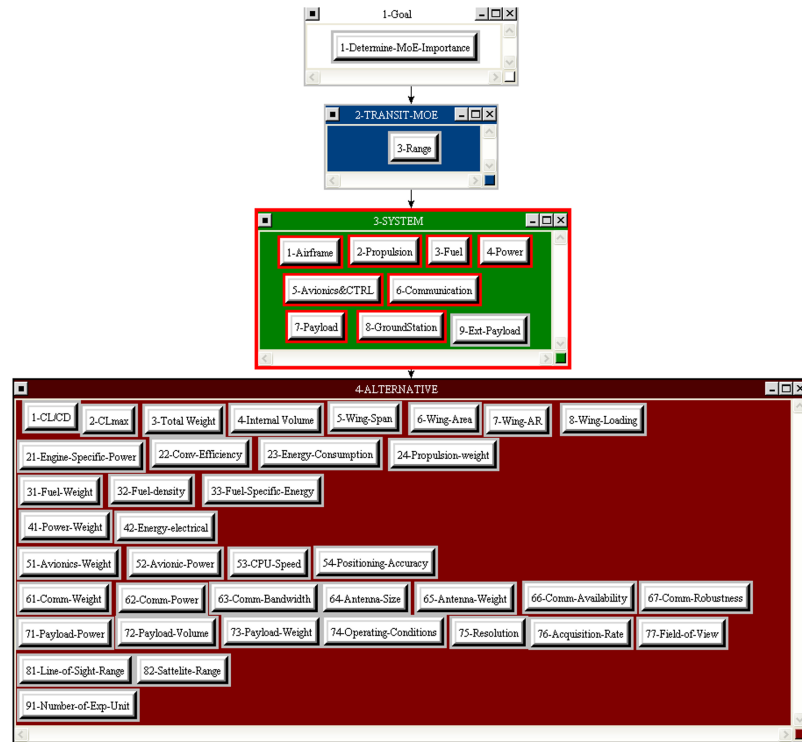 1-Goal
1-Determine-MoE-Importance
2-TRANSIT-MOE
3-Range
3-SYSTEM
1-Airframe 2-Propulsion 3-Fuel 4-Power
5-Avionics&CTRL 6-Communication
7-Payload 8-GroundStation 9-Ext-Payload
4-ALTERNATIVE
1-CL/CD 2-CLmax 3-Total Weight 4-Internal Volume 5-Wing-Span 6-Wing-Area 7-Wing-AR 8-Wing-Loading
21-Engine-Specific-Power 22-Conv-Efficiency 23-Energy-Consumption 24-Propulsion-weight
31-Fuel-Weight 32-Fuel-density 33-Fuel-Specific-Energy
41-Power-Weight 42-Energy-electrical
51-Avionics-Weight 52-Avionic-Power 53-CPU-Speed 54-Positioning-Accuracy
61-Comm-Weight 62-Comm-Power 63-Comm-Bandwidth 64-Antenna-Size 65-Antenna-Weight 66-Comm-Availability 67-Comm-Robustness
71-Payload-Power 72-Payload-Volume 73-Payload-Weight 74-Operating-Conditions 75-Resolution 76-Acquisition-Rate 77-Field-of-View
81-Line-of-Sight-Range 82-Sattelite-Range
91-Number-of-Exp-Unit